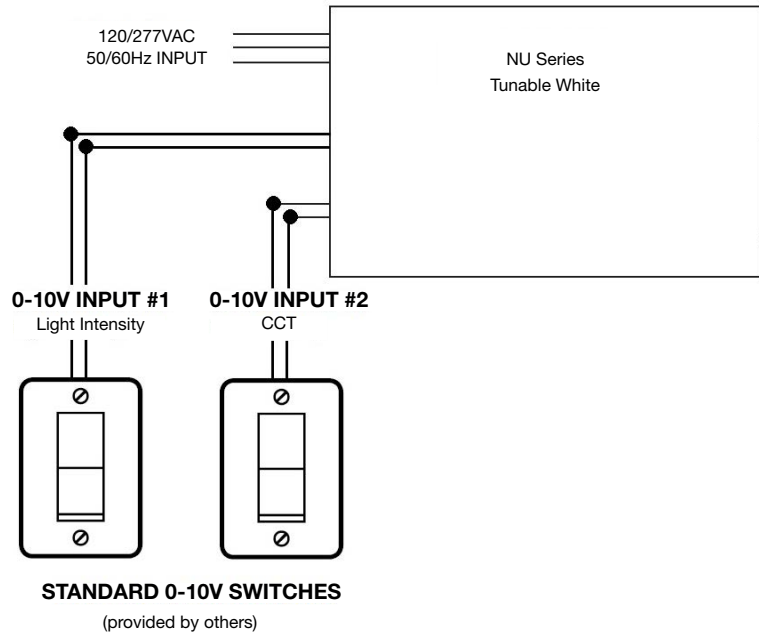 120/277VAC
50/60Hz INPUT
NU Series
Tunable White
0-10V INPUT #1
Light Intensity
0-10V INPUT #2
CCT
STANDARD 0-10V SWITCHES
(provided by others)